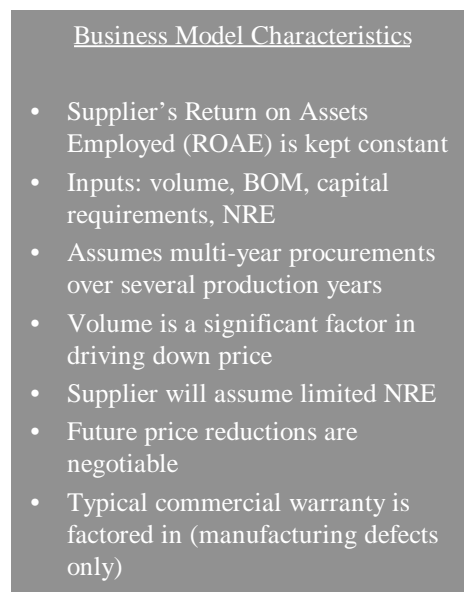 Business Model Characteristics
• Supplier’s Return on Assets
Employed (ROAE) is kept constant
• Inputs: volume, BOM, capital
requirements, NRE
• Assumes multi-year procurements
over several production years
• Volume is a significant factor in
driving down price
• Supplier will assume limited NRE
• Future price reductions are
negotiable
• Typical commercial warranty is
factored in (manufacturing defects
only)